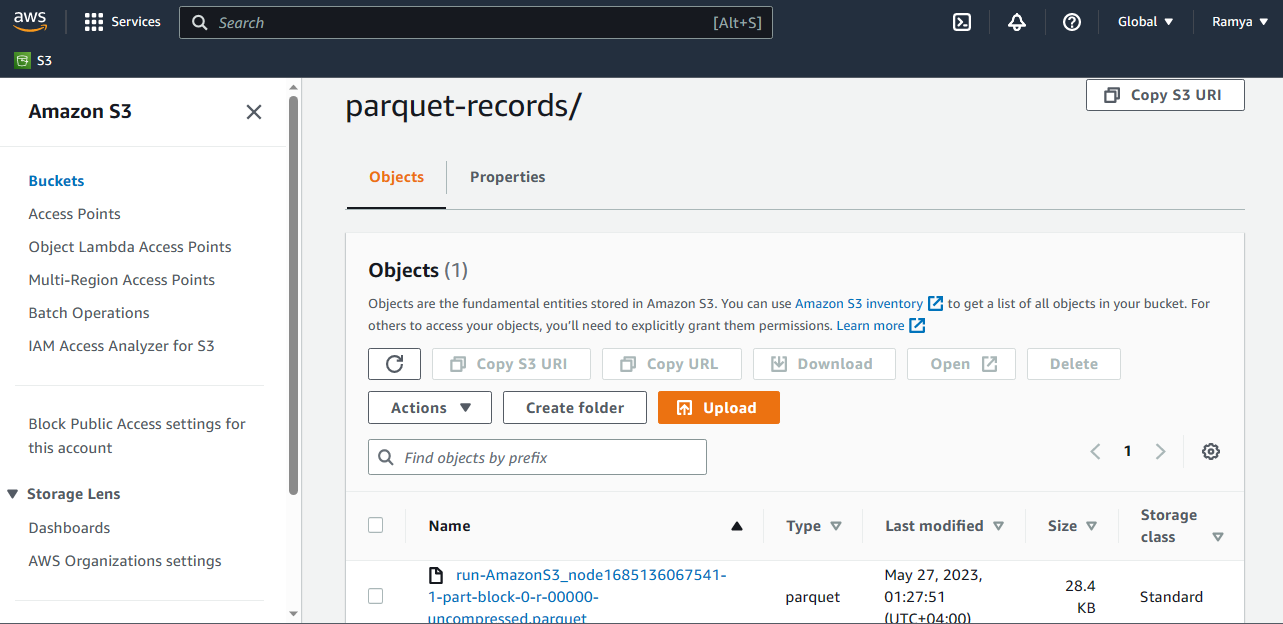 aws
Services
Search
[Alt+S]
Global
Ramya
S3
Amazon S3
Buckets
Access Points
Object Lambda Access Points
Multi-Region Access Points
Batch Operations
IAM Access Analyzer for S3
Block Public Access settings for
this account
Storage Lens
Dashboards
AWS Organizations settings
parquet-records/
Copy S3 URI
Objects
Properties
Objects (1)
Objects are the fundamental entities stored in Amazon S3. You can use Amazon S3 inventory to get a list of all objects in your bucket. For
others to access your objects, you'll need to explicitly grant them permissions. Learn more
Copy S3 URI
Copy URL
Download
Open
Delete
Actions
Create folder
Upload
Find objects by prefix
1
Name
Type
Last modified
Size
Storage
class
run-AmazonS3_node1685136067541-
1-part-block-0-r-00000-
uncompressed.parquet
parquet
May 27, 2023,
01:27:51
(UTC+04:00)
28.4
KB
Standard